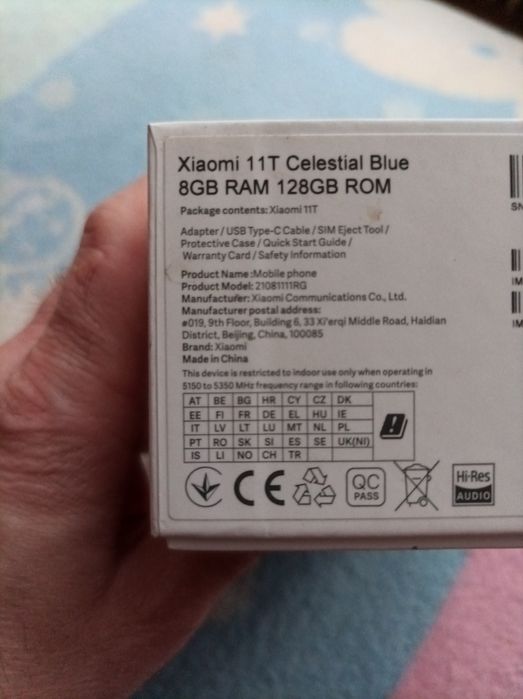 Xiaomi 11T Celestial Blue
8GB RAM 128GB ROM
Package contents: Xiaomi 11T
Adapter / USB Type-C Cable / SIM Eject Tool /
Protective Case / Quick Start Guide /
Warranty Card / Safety Information
Product Name: Mobile phone
Product Model: 21081111RG
Manufacturer: Xiaomi Communications Co., Ltd.
Manufacturer postal address:
#019, 9th Floor, Building 6, 33 Xi'erqi Middle Road, Haidian
District, Beijing, China, 100085
Brand: Xiaomi
Made in China
This device is restricted to indoor use only when operating in
5150 to 5350 MHz frequency range in following countries:
AT BE BG HR CY CZ DK
EE FI FR DE EL HU IE
IT LV LT LU MT NL PL
PT RO SK SI ES SE UK(NI)
IS LI NO CH TR
CE
QC
PASS
Hi-Res
AUDIO
SN
IM
IM